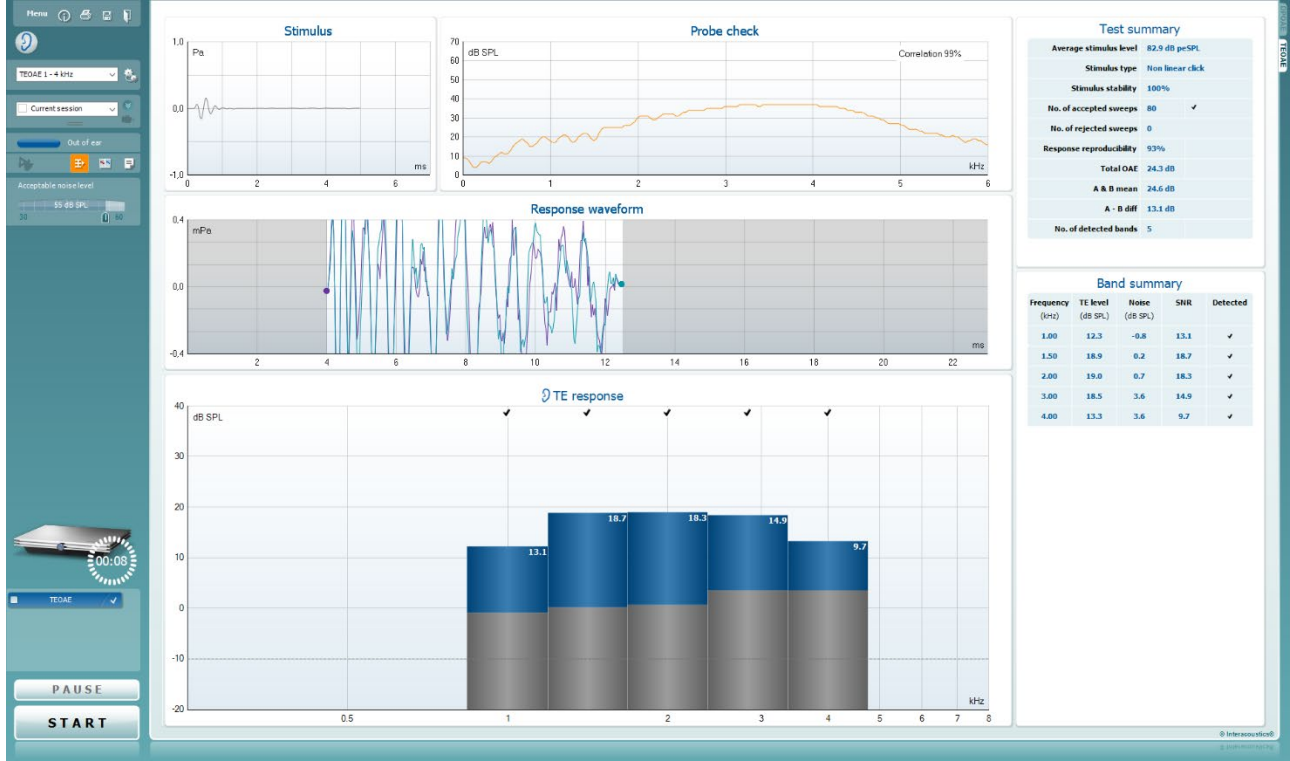 Menu
TEOAE 1 - 4 kHz
Current session
Out of ear
Acceptable noise level
55 dB SPL
30 60
00:08
TEOAE
PAUSE
START
Stimulus
1,0
Pa
0,0
-1,0
ms
0 2 4 6
Probe check
70
dB SPL
Correlation 99%
60
50
40
30
20
10
0
kHz
0 1 2 3 4 5 6
Response waveform
0,4
mPa
0,0
-0,4
ms
2 4 6 8 10 12 14 16 18 20 22
TE response
40
dB SPL
30
20
10
0
-10
-20
13.1 18.7 18.3 14.9 9.7
kHz
0.5 1 2 3 4 5 6 7 8
Test summary
Average stimulus level 82.9 dB peSPL
Stimulus type Non linear click
Stimulus stability 100%
No. of accepted sweeps 80 ✓
No. of rejected sweeps 0
Response reproducibility 93%
Total OAE 24.3 dB
A & B mean 24.6 dB
A - B diff 13.1 dB
No. of detected bands 5
Band summary
Frequency TE level Noise SNR Detected
(kHz) (dB SPL) (dB SPL)
1.00 12.3 -0.8 13.1 ✓
1.50 18.9 0.2 18.7 ✓
2.00 19.0 0.7 18.3 ✓
3.00 18.5 3.6 14.9 ✓
4.00 13.3 3.6 9.7 ✓
TEOAE
® Interacoustics®